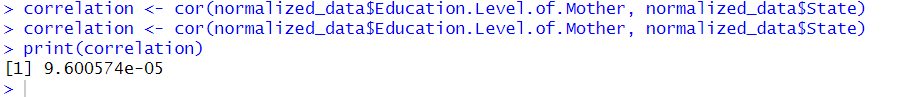 > correlation <- cor(normalized_data$Education.Level.of.Mother, normalized_data$State)
> correlation <- cor(normalized_data$Education.Level.of.Mother, normalized_data$State)
> print(correlation)
[1] 9.600574e-05
>